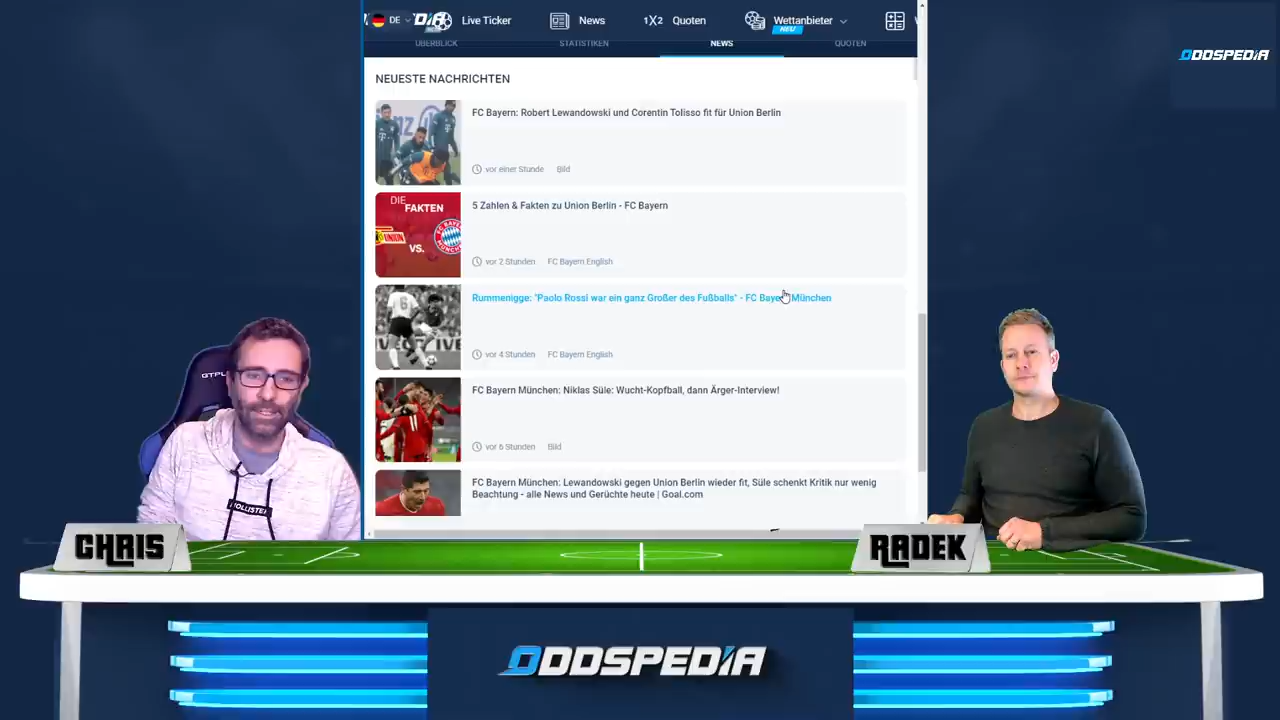 DE
Live Ticker
News
1X2 Quoten
Wettanbieter
NEU
ODDSPEDIA
ÜBERBLICK
STATISTIKEN
NEWS
QUOTEN
NEUESTE NACHRICHTEN
FC Bayern: Robert Lewandowski und Corentin Tolisso fit für Union Berlin
vor einer Stunde Bild
DIE
FAKTEN
VS.
5 Zahlen & Fakten zu Union Berlin - FC Bayern
vor 2 Stunden FC Bayern English
6
Rummenigge: "Paolo Rossi war ein ganz Großer des Fußballs" - FC Bayern München
vor 4 Stunden FC Bayern English
FC Bayern München: Niklas Süle: Wucht-Kopfball, dann Ärger-Interview!
vor 6 Stunden Bild
FC Bayern München: Lewandowski gegen Union Berlin wieder fit, Süle schenkt Kritik nur wenig
Beachtung - alle News und Gerüchte heute | Goal.com
GTPL
HOLLISTER
CHRIS
RADEK
ODDSPEDIA